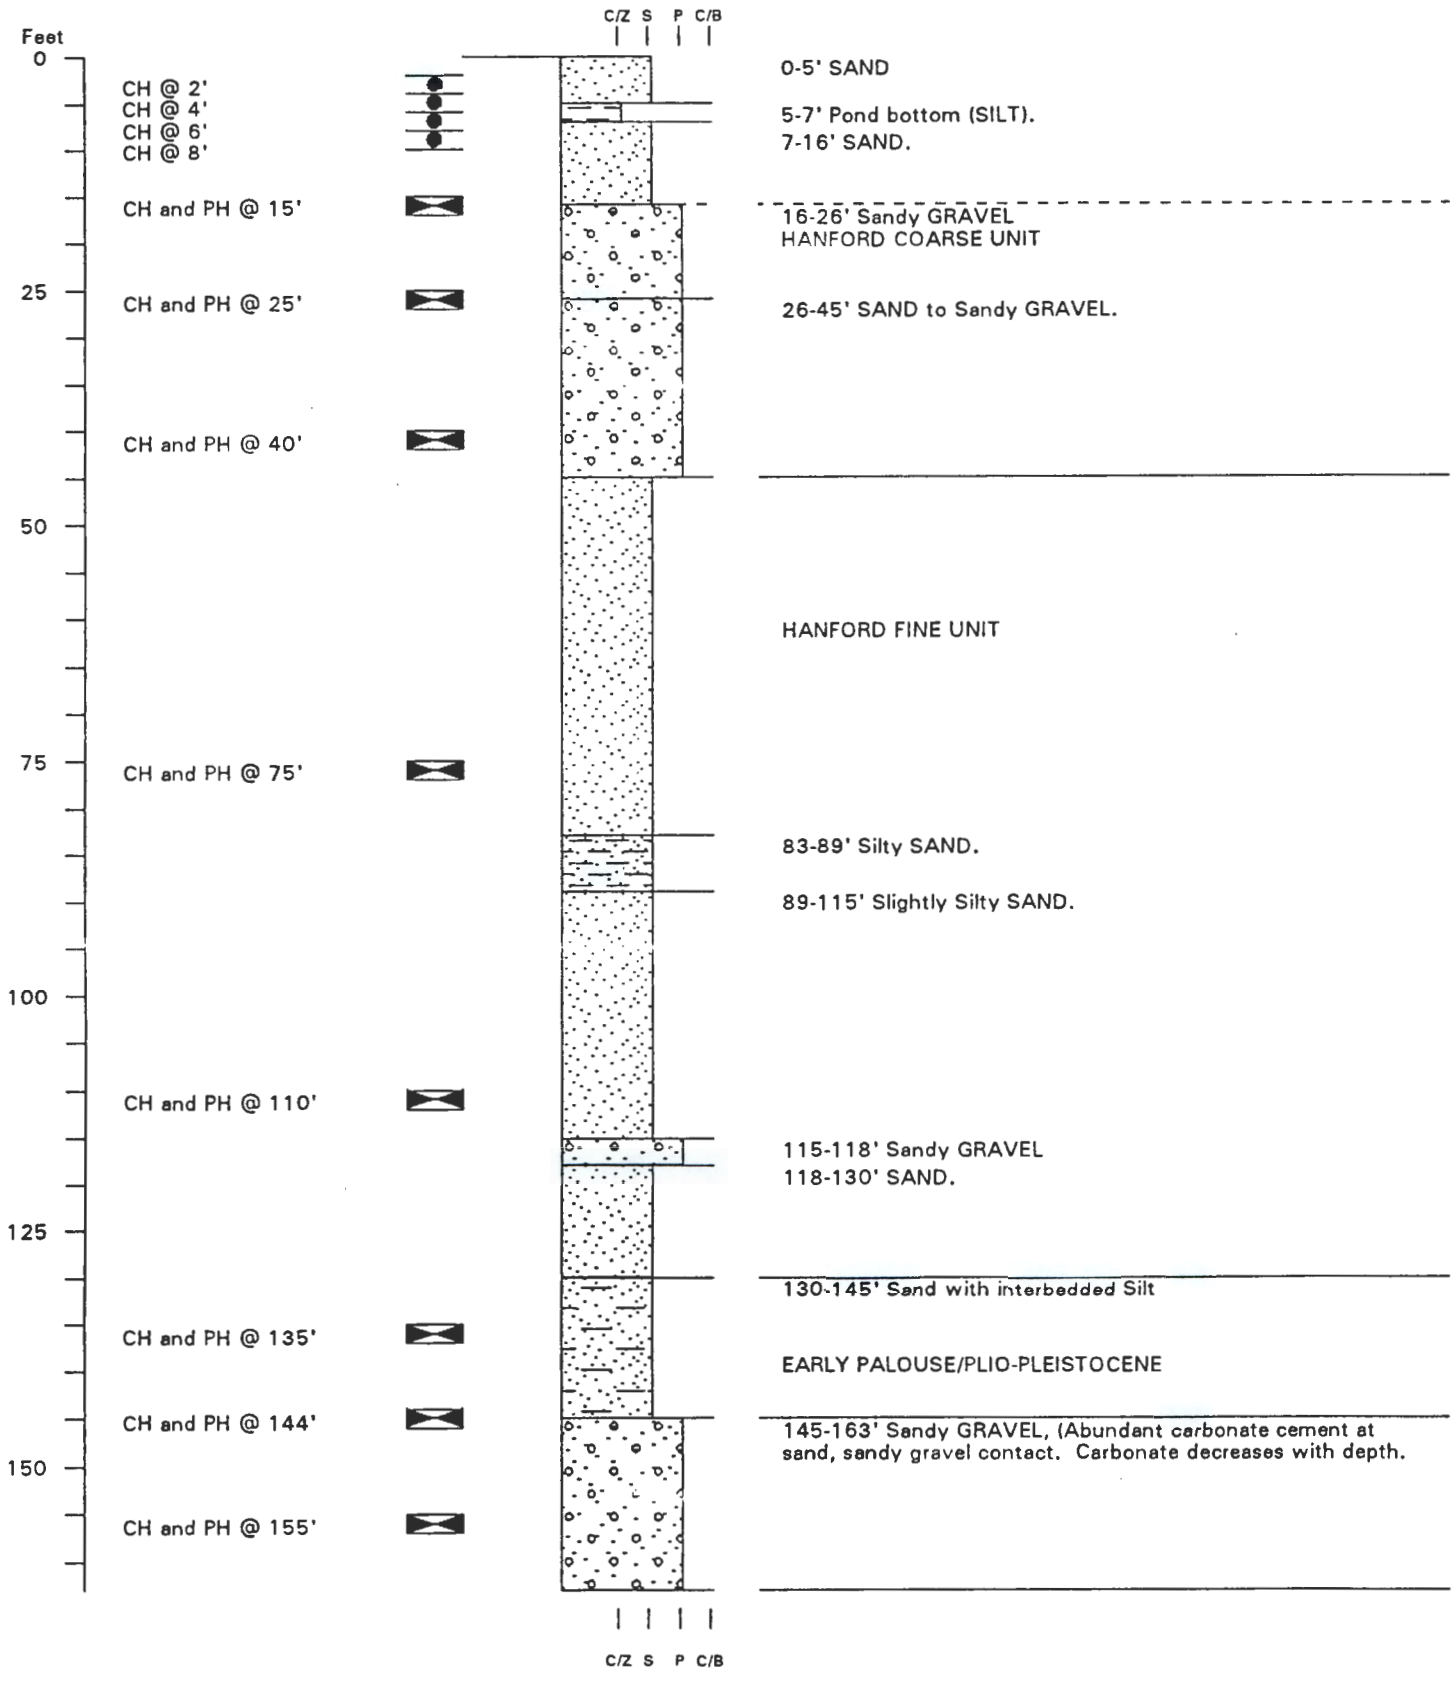 C/Z S P C/B
Feet
0
0-5' SAND
CH @ 2'
CH @ 4'
5-7' Pond bottom (SILT).
CH @ 6'
7-16' SAND.
CH @ 8'
CH and PH @ 15'
16-26' Sandy GRAVEL
HANFORD COARSE UNIT
25
CH and PH @ 25'
26-45' SAND to Sandy GRAVEL.
CH and PH @ 40'
50
HANFORD FINE UNIT
75
CH and PH @ 75'
83-89' Silty SAND.
89-115' Slightly Silty SAND.
100
CH and PH @ 110'
115-118' Sandy GRAVEL
118-130' SAND.
125
130-145' Sand with interbedded Silt
CH and PH @ 135'
EARLY PALOUSE/PLIO-PLEISTOCENE
CH and PH @ 144'
145-163' Sandy GRAVEL, (Abundant carbonate cement at
sand, sandy gravel contact. Carbonate decreases with depth.
150
CH and PH @ 155'
C/Z S P C/B